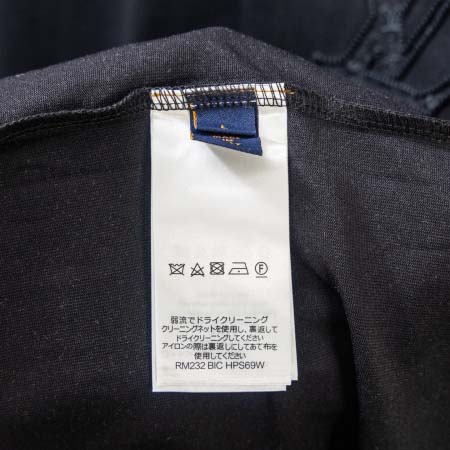 弱流でドライクリーニング
クリーニングネットを使用し、裏返して
ドライクリーニングしてください
アイロンの際は裏返しにしてあて布を
使用してください
RM232 BIC HPS69W